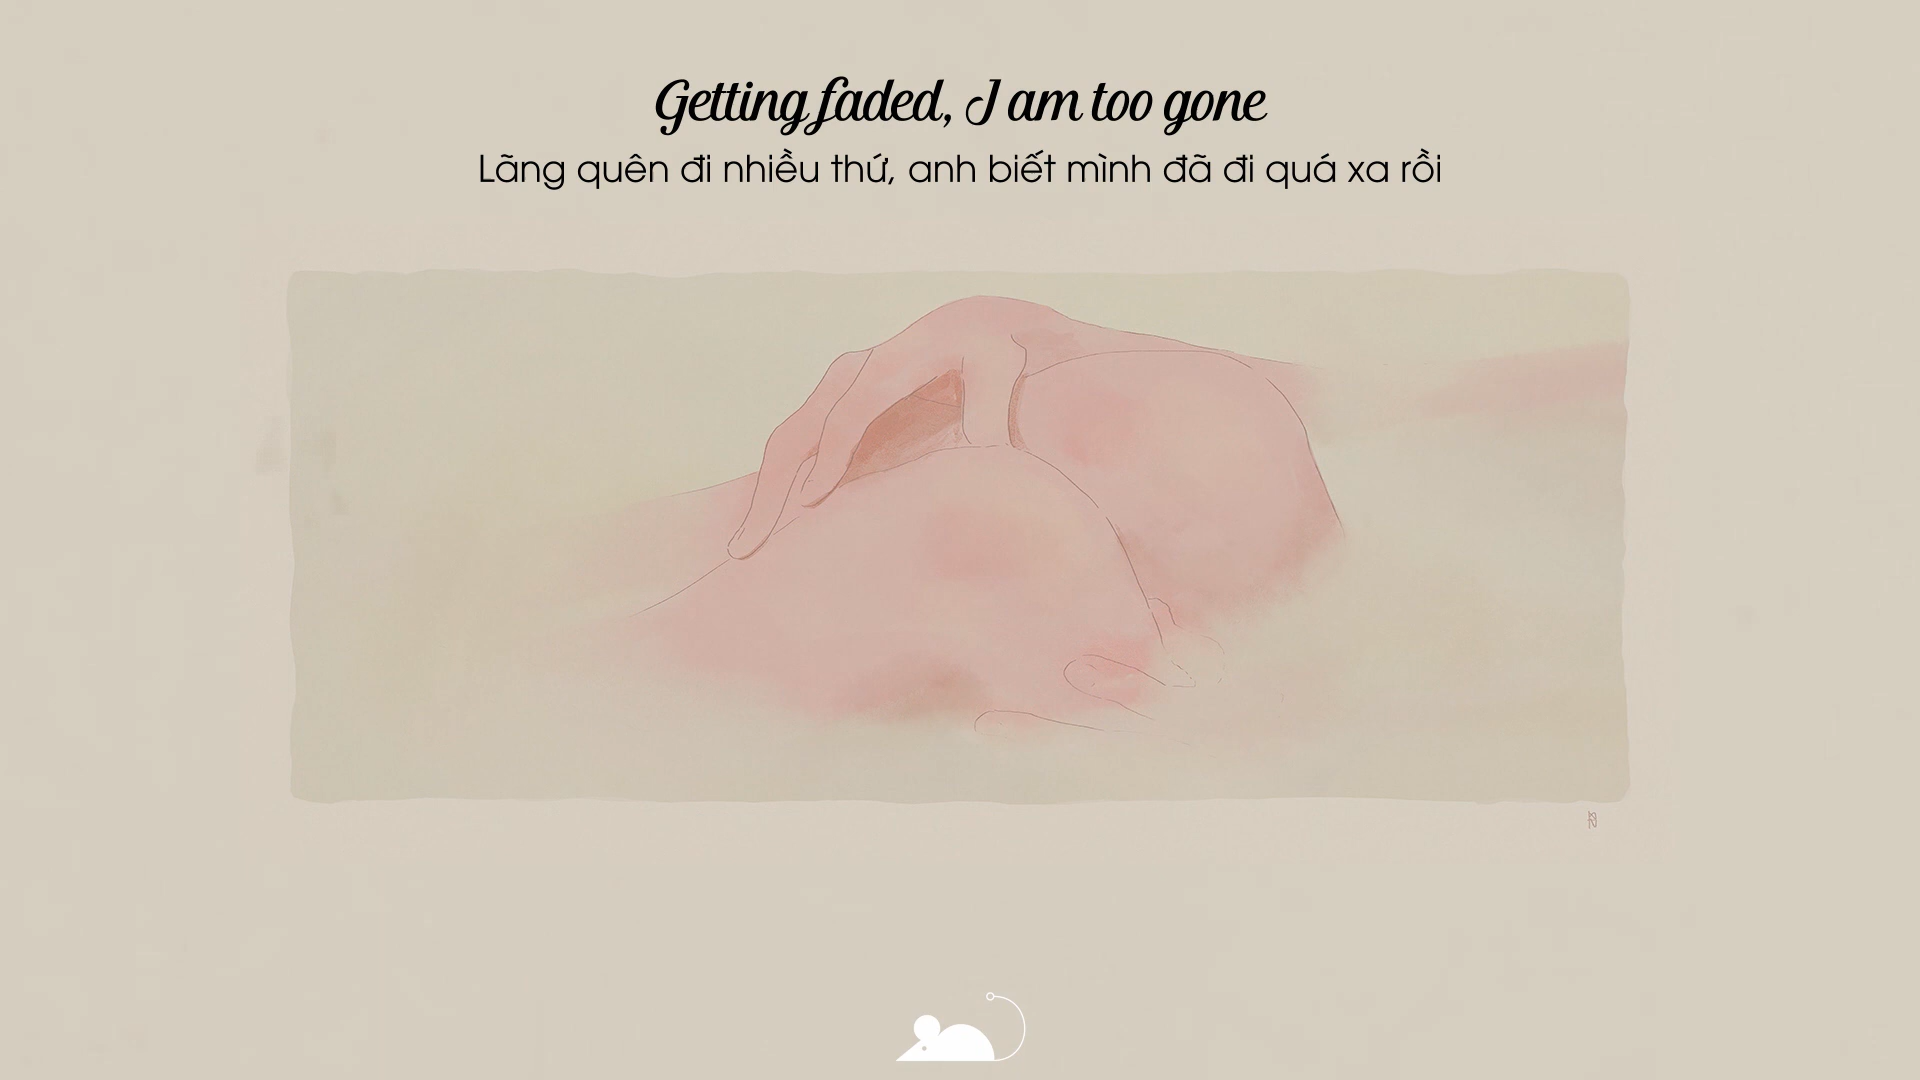 Getting faded, I am too gone
Lãng quên đi nhiều thứ, anh biết mình đã đi quá xa rồi